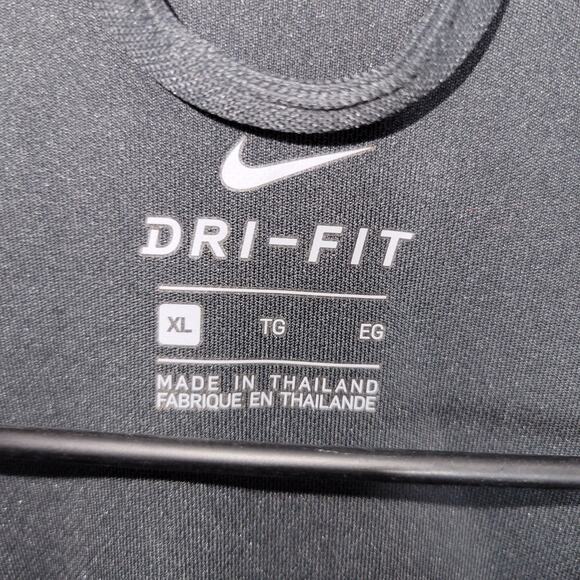 DRI-FIT
XL TG EG
MADE IN THAILAND
FABRIQUE EN THAILANDE